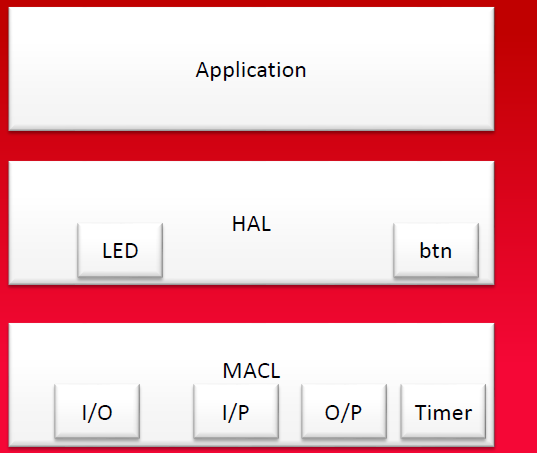 Application
HAL
LED
btn
MACL
I/O
I/P
O/P
Timer